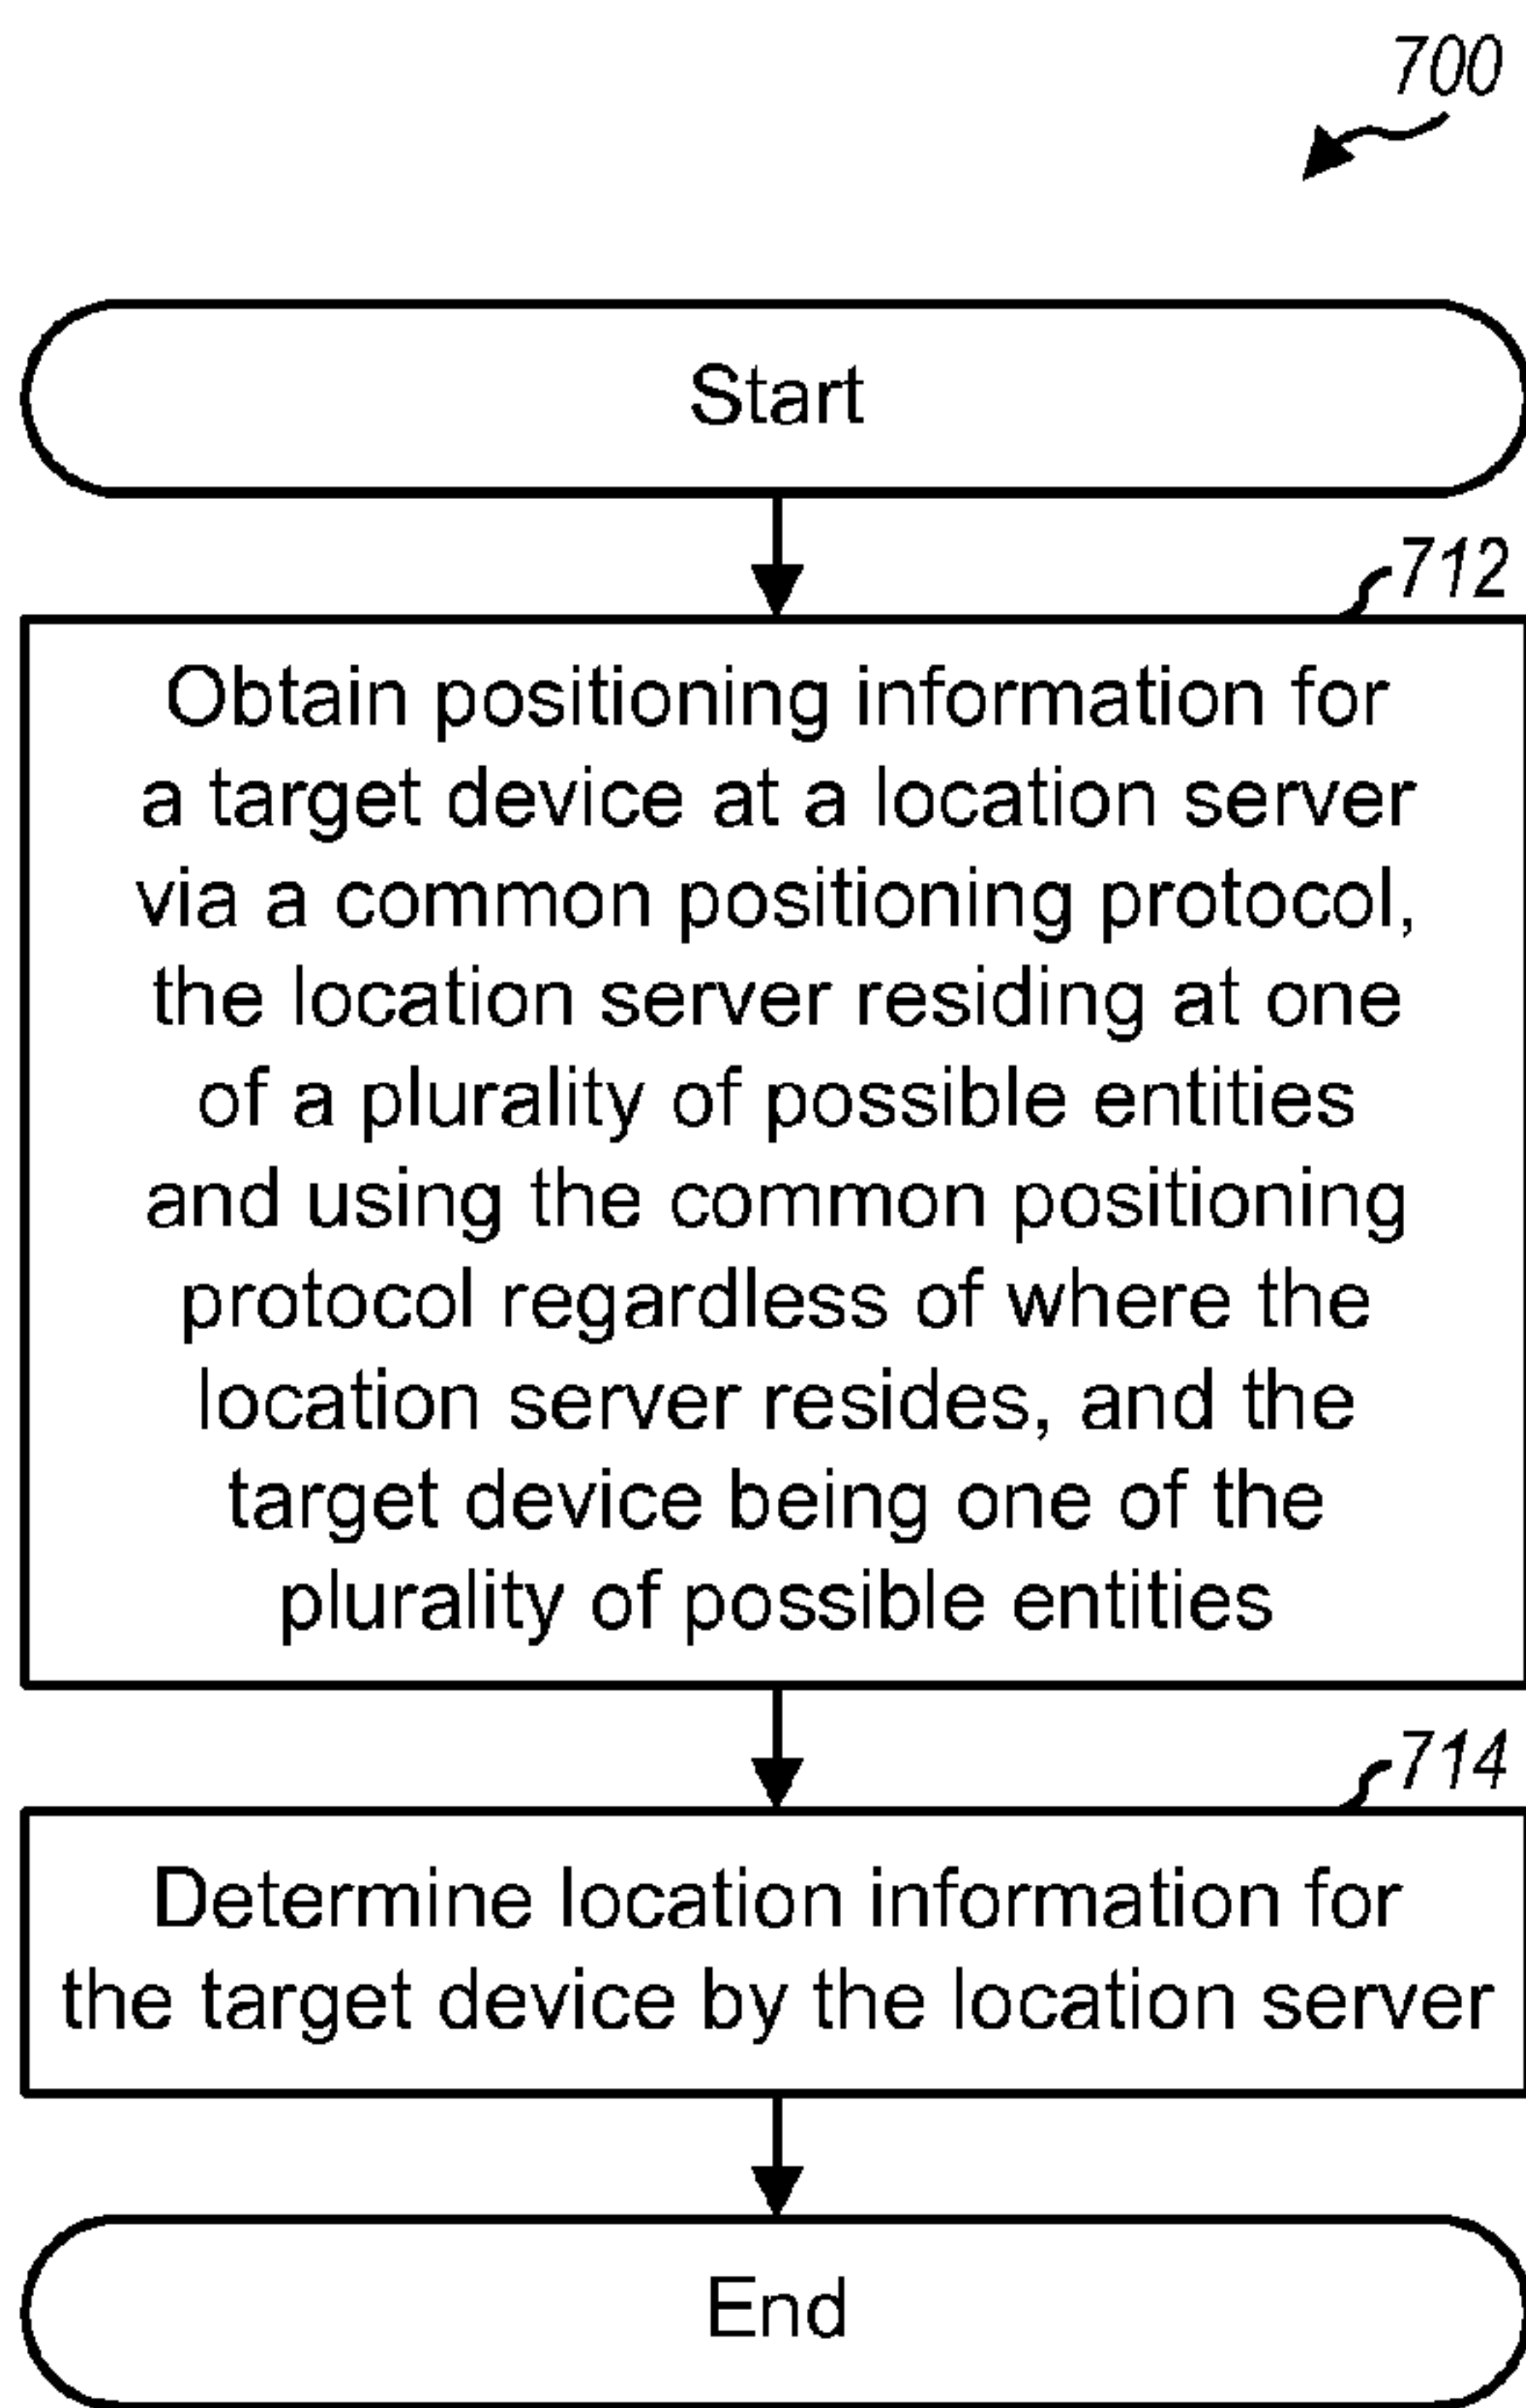 700
Start
712
Obtain positioning information for
a target device at a location server
via a common positioning protocol,
the location server residing at one
of a plurality of possible entities
and using the common positioning
protocol regardless of where the
location server resides, and the
target device being one of the
plurality of possible entities
714
Determine location information for
the target device by the location server
End